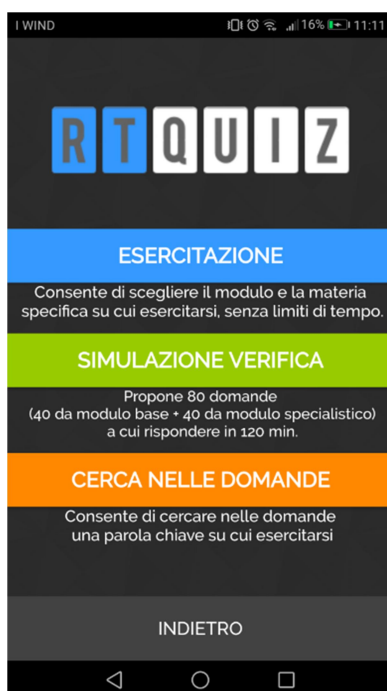 I WIND 16% 11:11
RTQUIZ
ESERCITAZIONE
Consente di scegliere il modulo e la materia
specifica su cui esercitarsi, senza limiti di tempo.
SIMULAZIONE VERIFICA
Propone 80 domande
(40 da modulo base + 40 da modulo specialistico)
a cui rispondere in 120 min.
CERCA NELLE DOMANDE
Consente di cercare nelle domande
una parola chiave su cui esercitarsi
INDIETRO